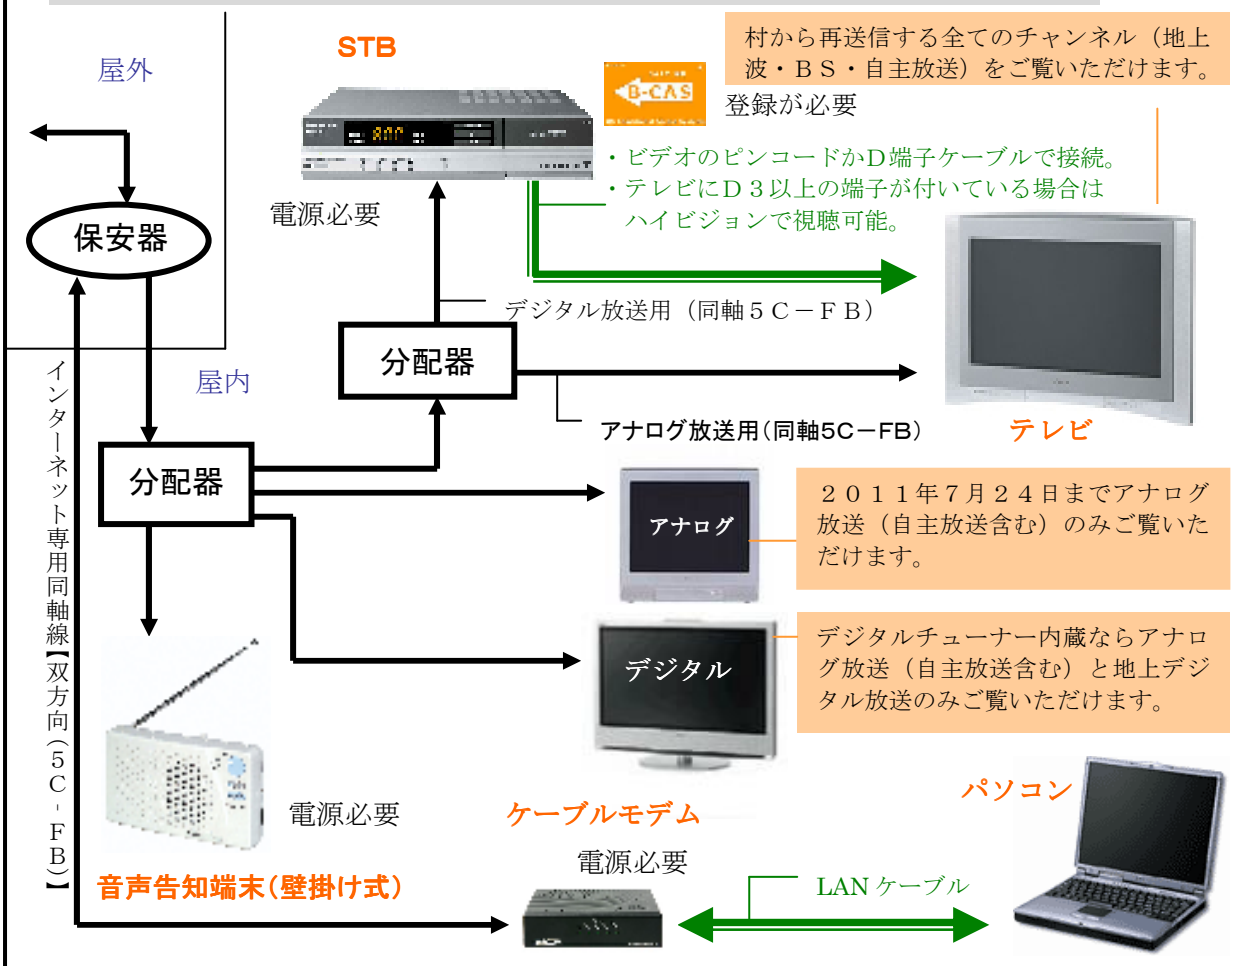 STB
村から再送信する全てのチャンネル（地上
波・ＢＳ・自主放送）をご覧いただけます。
屋外
B-CAS
登録が必要
・ビデオのピンコードかＤ端子ケーブルで接続。
・テレビにＤ３以上の端子が付いている場合は
ハイビジョンで視聴可能。
電源必要
保安器
デジタル放送用（同軸５Ｃ－ＦＢ）
分配器
屋内
アナログ放送用(同軸5C－FB)
テレビ
インターネット専用同軸線【双方向(５Ｃ-ＦＢ)】
分配器
アナログ
２０１１年７月２４日までアナログ
放送（自主放送含む）のみご覧いた
だけます。
デジタル
デジタルチューナー内蔵ならアナロ
グ放送（自主放送含む）と地上デジ
タル放送のみご覧いただけます。
電源必要
音声告知端末(壁掛け式)
ケーブルモデム
電源必要
パソコン
LAN ケーブル